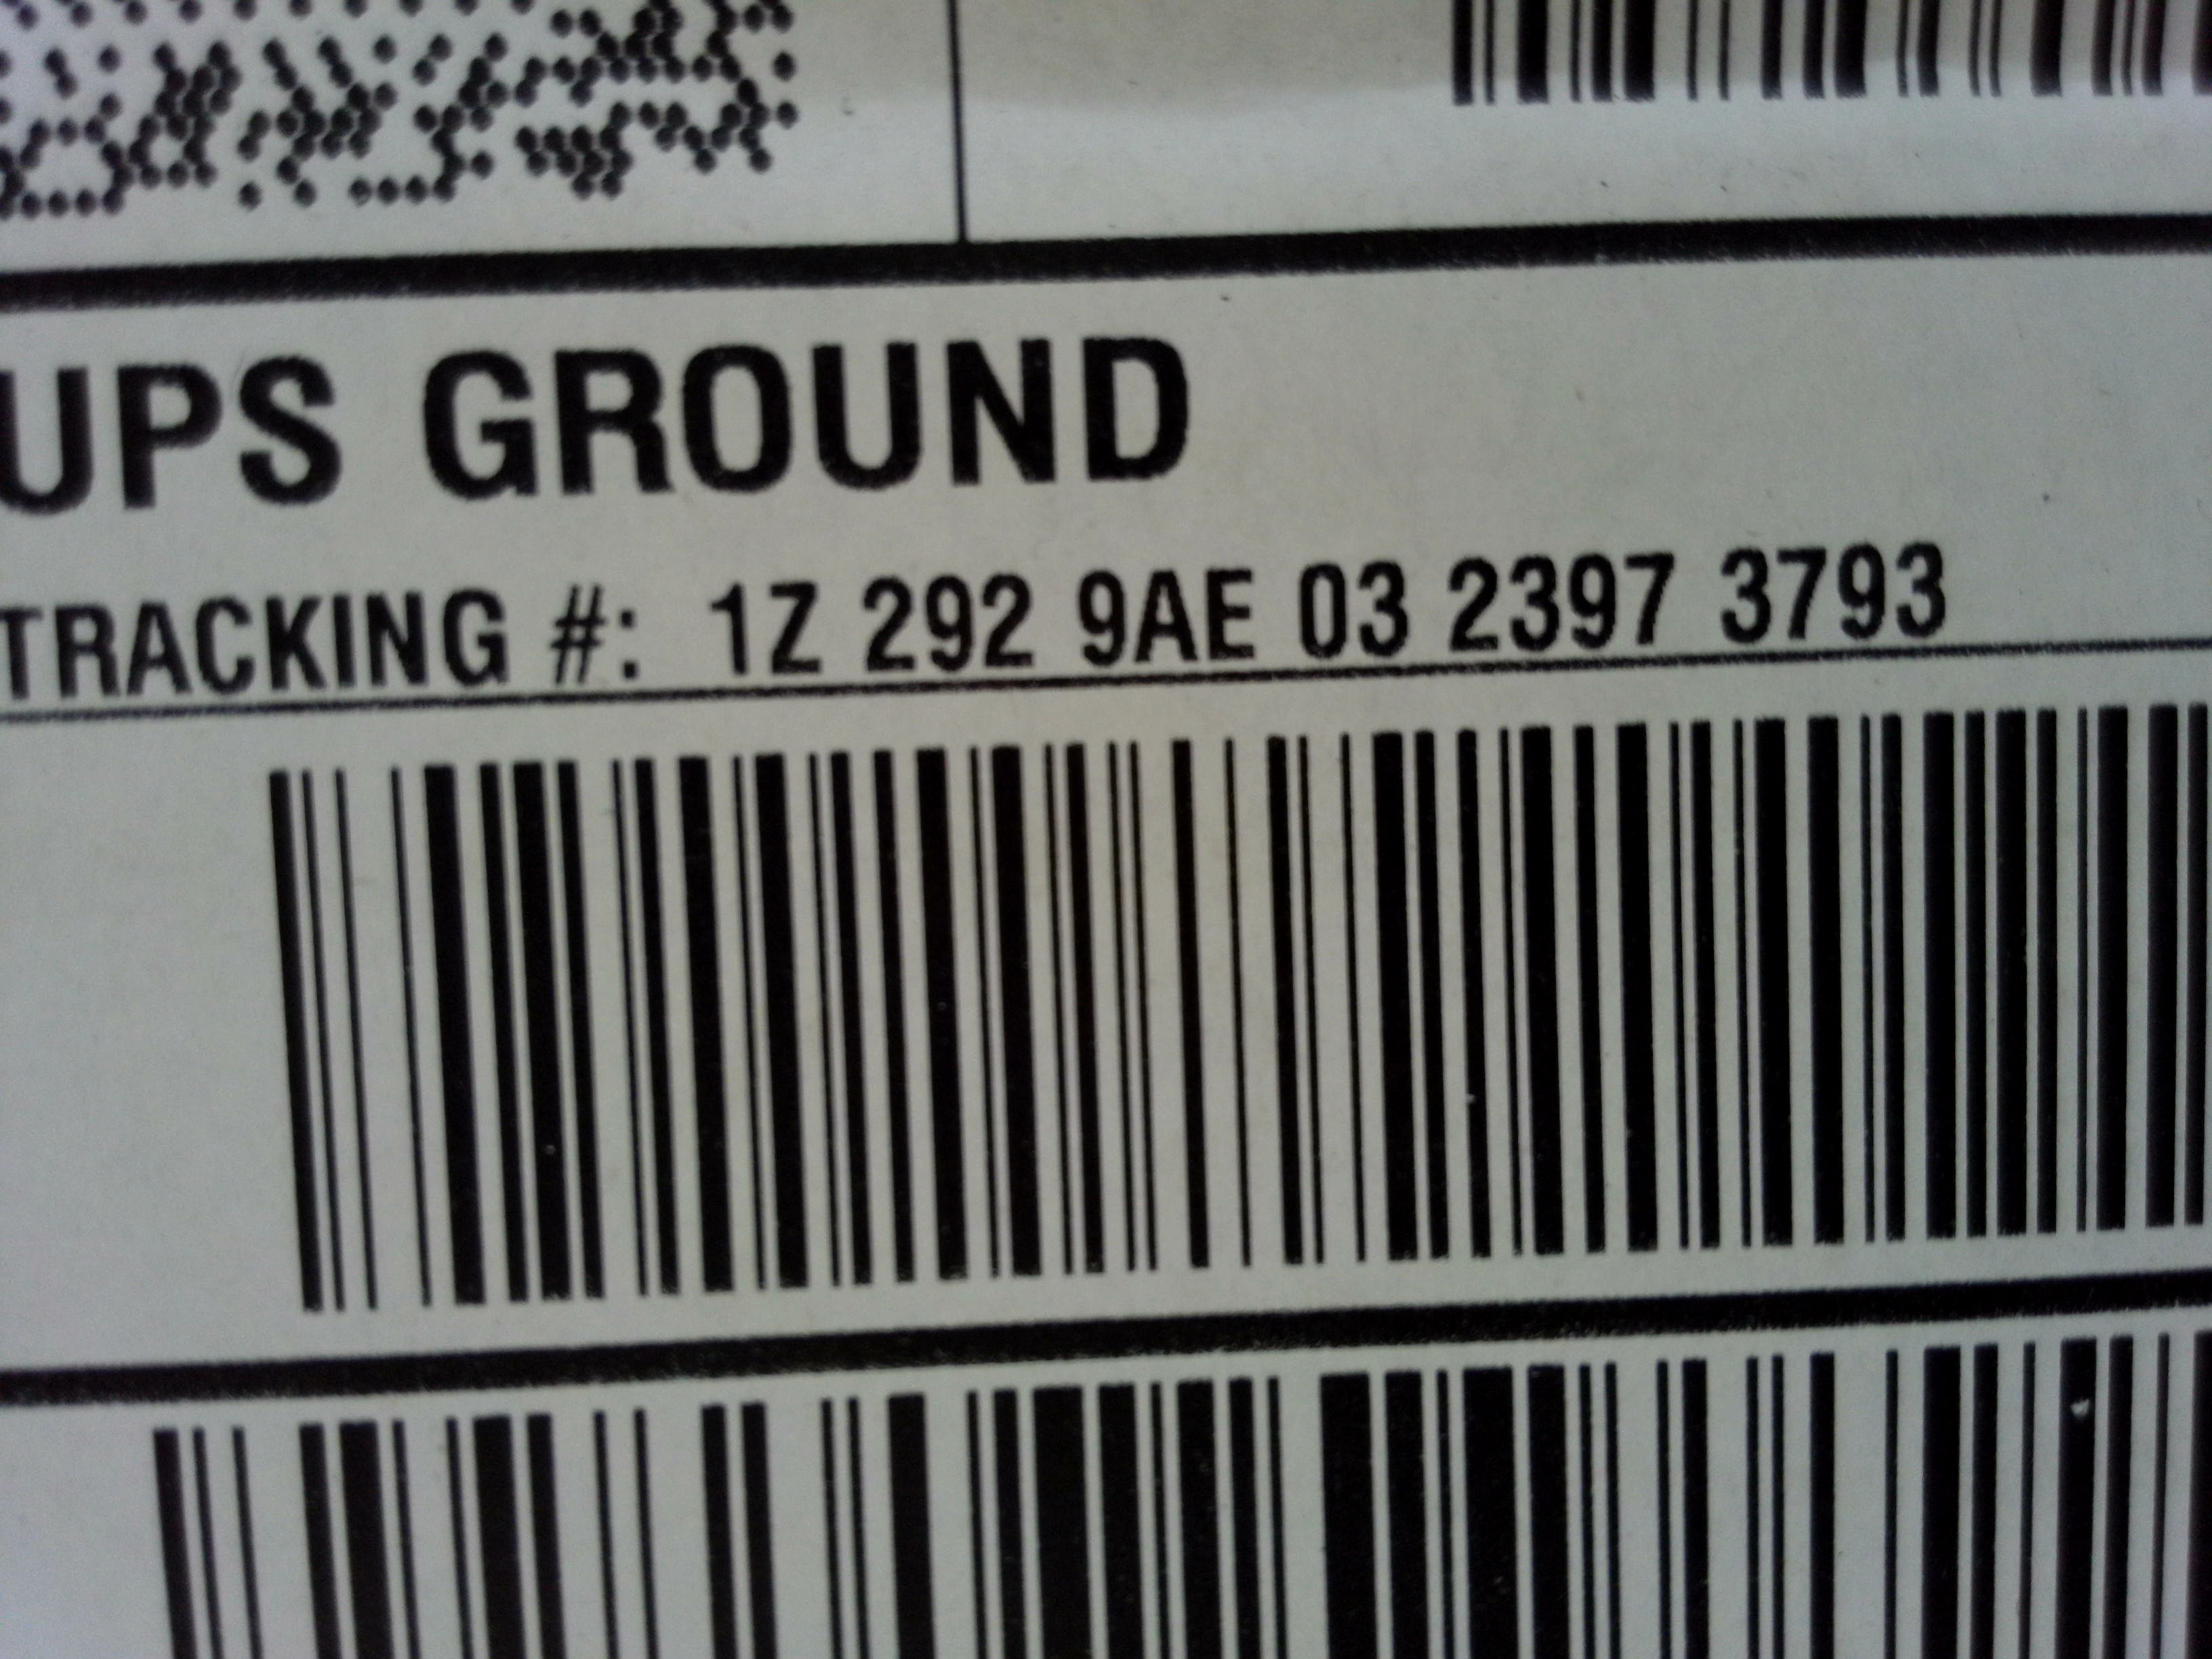 UPS GROUND
TRACKING #: 1Z 292 9AE 03 2397 3793